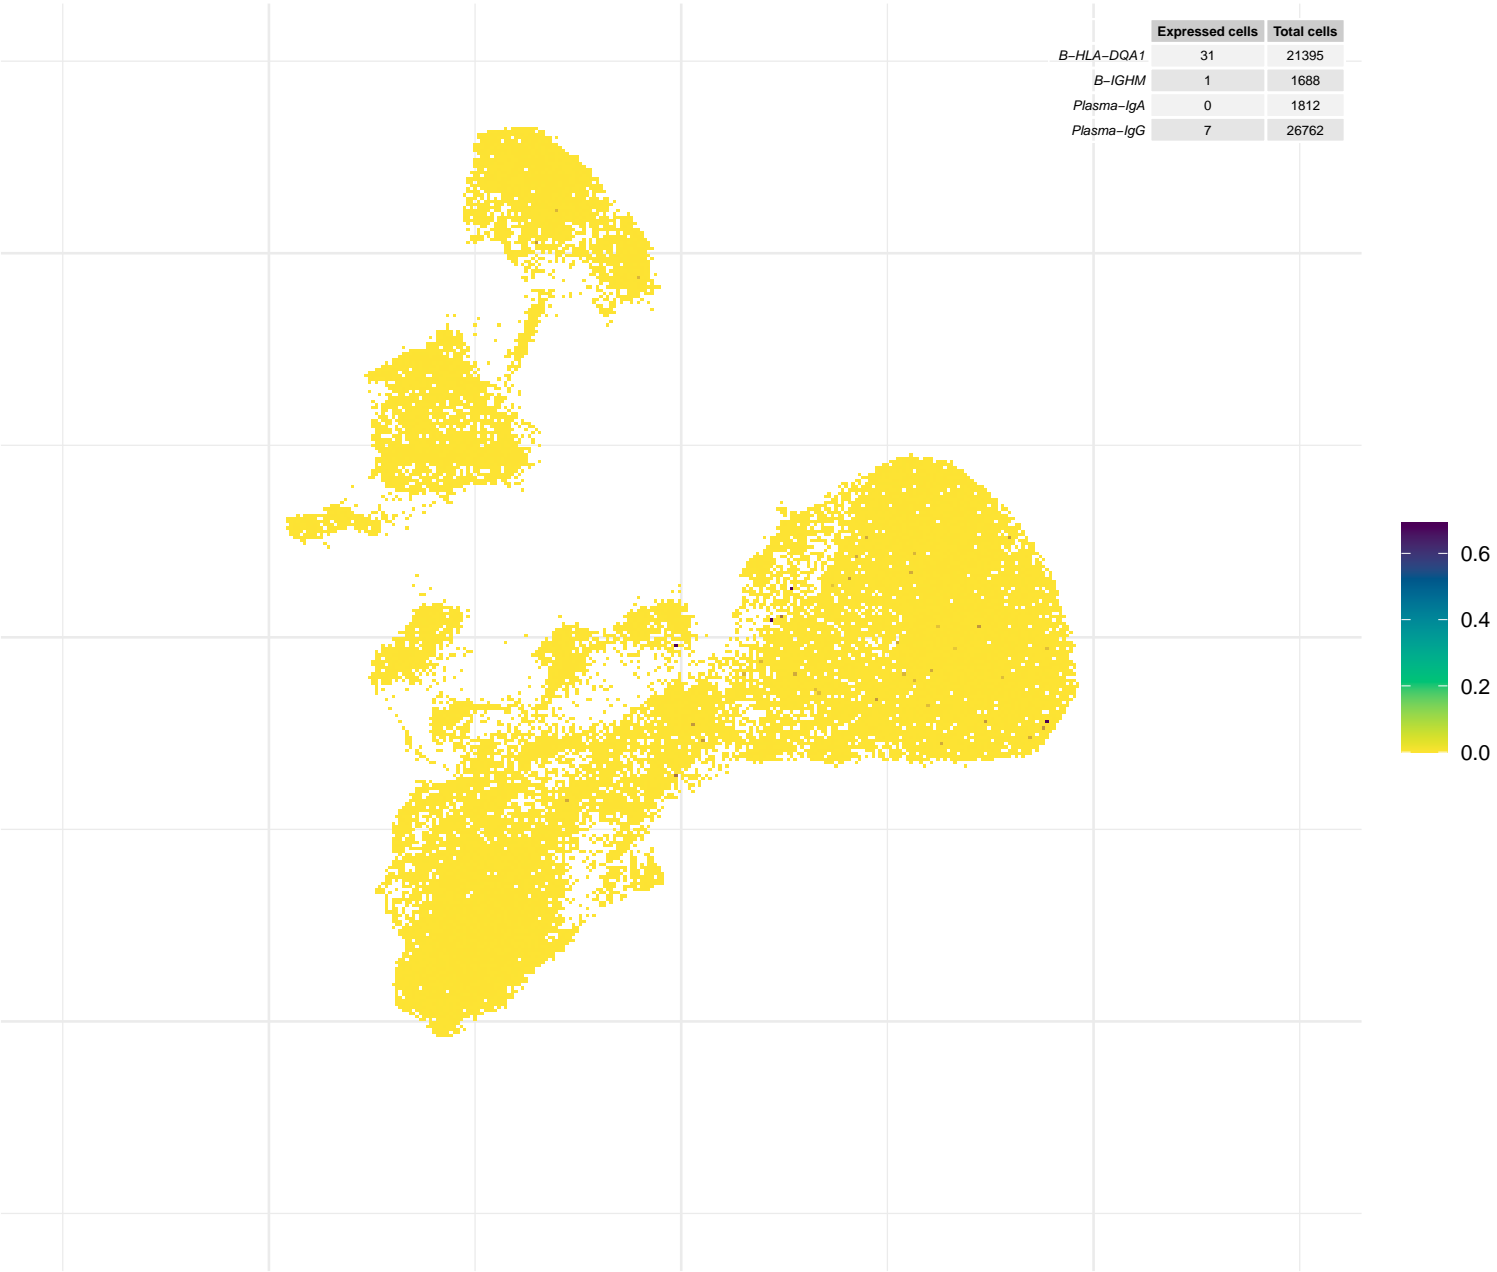 Expressed cells Total cells
B−HLA−DQA1 31 21395
B−IGHM 1 1688
Plasma−IgA 0 1812
Plasma−IgG 7 26762
0.6
0.4
0.2
0.0